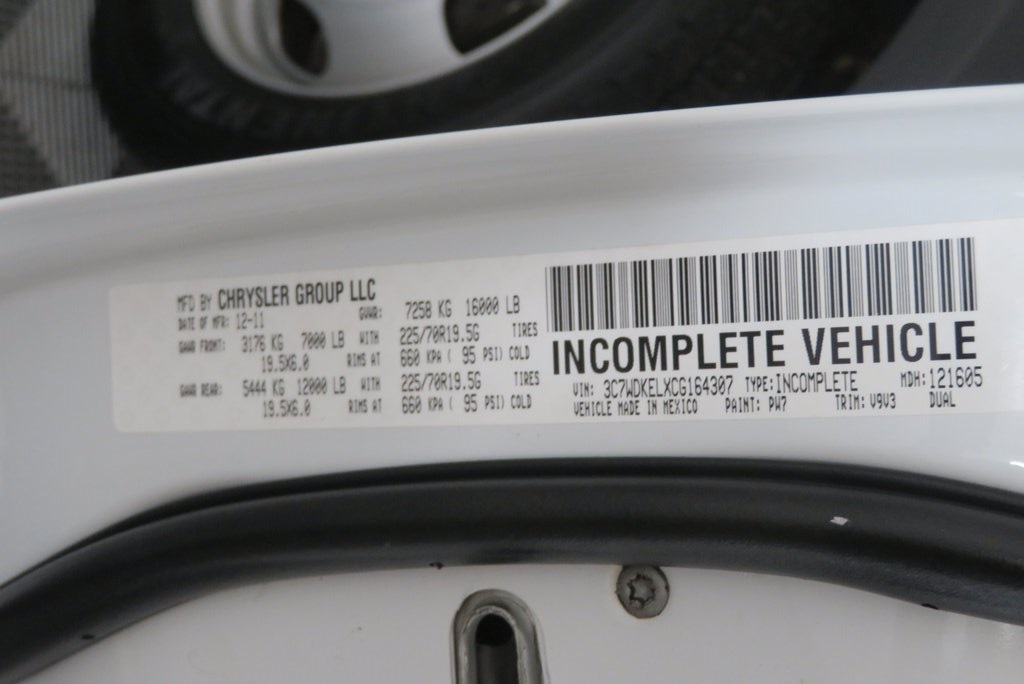 MFD BY CHRYSLER GROUP LLC
DATE OF MFR: 12-11 GVWR: 7258 KG 16000 LB
GAWR FRONT: 3176 KG 7000 LB WITH 225/70R19.5G TIRES
19.5X6.0 RIMS AT 660 KPA ( 95 PSI) COLD
GAWR REAR: 5444 KG 12000 LB WITH 225/70R19.5G TIRES
19.5X6.0 RIMS AT 660 KPA ( 95 PSI) COLD
INCOMPLETE VEHICLE
VIN: 3C7WDKELXCG164307 TYPE: INCOMPLETE MDH: 121605
VEHICLE MADE IN MEXICO PAINT: PW7 TRIM: V9V3 DUAL